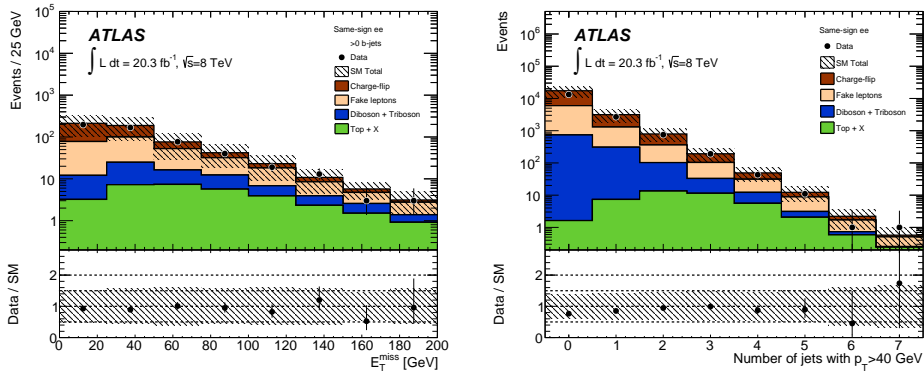 Events / 25 GeV
10⁵
10⁴
10³
10²
10
1
ATLAS
∫ L dt = 20.3 fb⁻¹, √s=8 TeV
Same-sign ee
>0 b-jets
Data
SM Total
Charge-flip
Fake leptons
Diboson + Triboson
Top + X
Data / SM
2
1
0
0 20 40 60 80 100 120 140 160 180 200
E_T^miss [GeV]
Events
10⁶
10⁵
10⁴
10³
10²
10
1
ATLAS
∫ L dt = 20.3 fb⁻¹, √s=8 TeV
Same-sign ee
Data
SM Total
Charge-flip
Fake leptons
Diboson + Triboson
Top + X
Data / SM
2
1
0
0 1 2 3 4 5 6 7
Number of jets with p_T>40 GeV